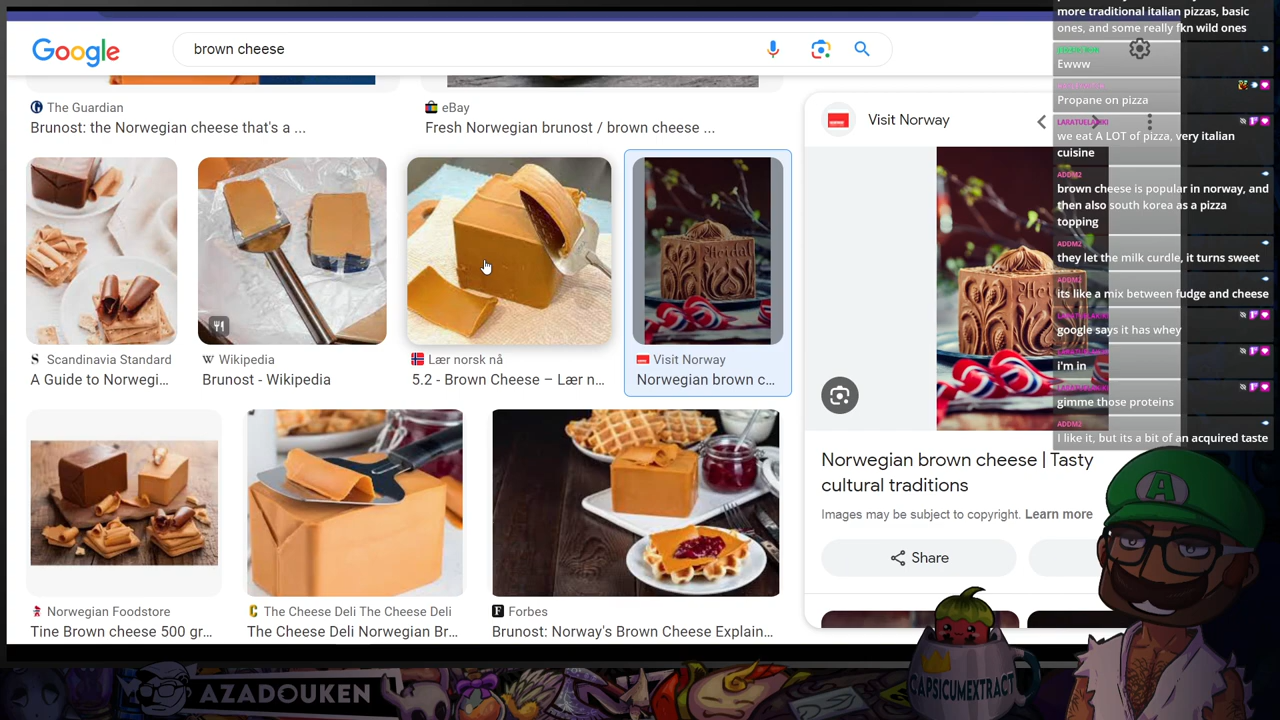 Google
brown cheese
The Guardian
Brunost: the Norwegian cheese that's a ...
eBay
Fresh Norwegian brunost / brown cheese ...
Scandinavia Standard
A Guide to Norwegi...
W Wikipedia
Brunost - Wikipedia
Lær norsk nå
5.2 - Brown Cheese – Lær n...
Visit Norway
Norwegian brown c...
Norwegian Foodstore
Tine Brown cheese 500 gr...
The Cheese Deli The Cheese Deli
The Cheese Deli Norwegian Br...
Forbes
Brunost: Norway's Brown Cheese Explain...
Visit Norway
Norwegian brown cheese | Tasty
cultural traditions
Images may be subject to copyright. Learn more
Share
more traditional italian pizzas, basic
ones, and some really fkn wild ones
Ewww
Propane on pizza
we eat A LOT of pizza, very italian
cuisine
ADDM2
brown cheese is popular in norway, and
then also south korea as a pizza
topping
ADDM2
they let the milk curdle, it turns sweet
ADDM2
its like a mix between fudge and cheese
google says it has whey
i'm in
gimme those proteins
ADDM2
I like it, but its a bit of an acquired taste
A
CAPSICUMEXTRACT
AZADOUKEN